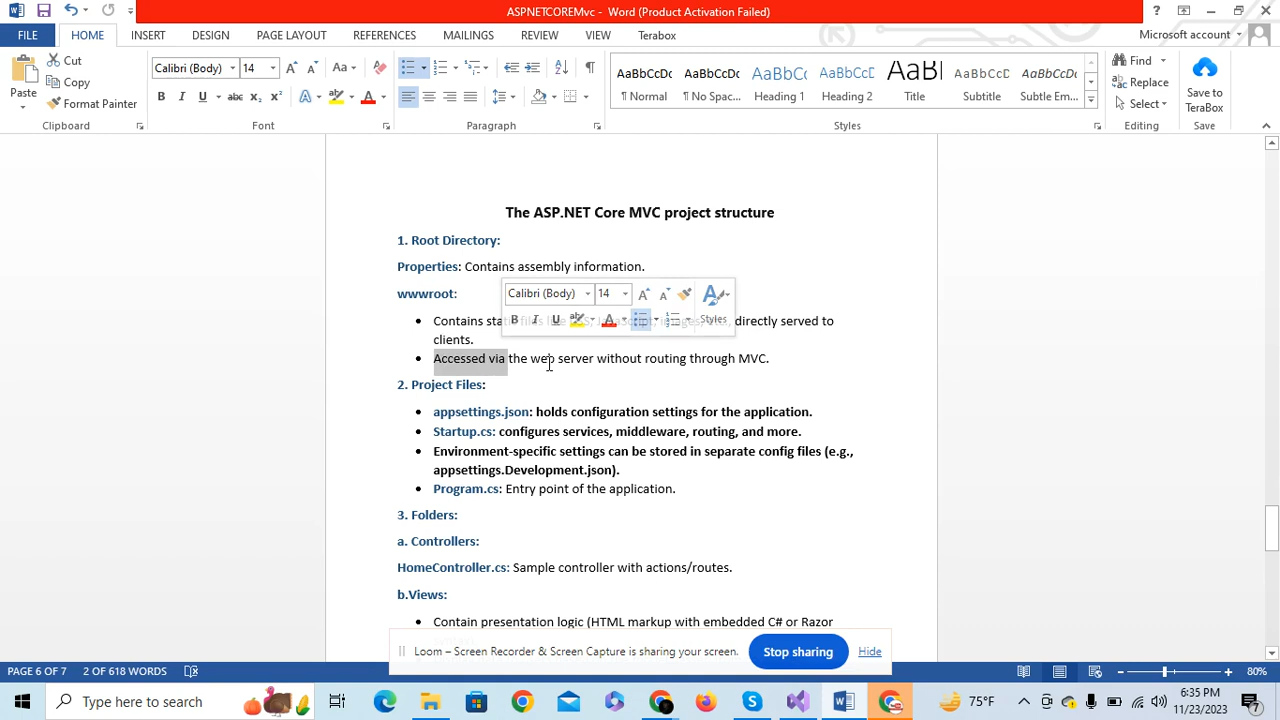 ASPNETCOREMvc - Word (Product Activation Failed)
FILE HOME INSERT DESIGN PAGE LAYOUT REFERENCES MAILINGS REVIEW VIEW Terabox Microsoft account
Paste
Cut
Copy
Format Painter
Clipboard
Calibri (Body) 14
Font
Paragraph
AaBbCcDc AaBbCcDc AaBbCc AaBbCcD AaBl AaBbCcD AaBbCcDc
¶ Normal ¶ No Spac... Heading 1 Heading 2 Title Subtitle Subtle Em...
Styles
Find
Replace
Select
Editing
Save to
TeraBox
Save
The ASP.NET Core MVC project structure
1. Root Directory:
Properties: Contains assembly information.
wwwroot:
Calibri (Body) 14
Styles
Contains directly served to
clients.
Accessed via the web server without routing through MVC.
2. Project Files:
appsettings.json: holds configuration settings for the application.
Startup.cs: configures services, middleware, routing, and more.
Environment-specific settings can be stored in separate config files (e.g.,
appsettings.Development.json).
Program.cs: Entry point of the application.
3. Folders:
a. Controllers:
HomeController.cs: Sample controller with actions/routes.
b.Views:
Contain presentation logic (HTML markup with embedded C# or Razor
Loom – Screen Recorder & Screen Capture is sharing your screen. Stop sharing Hide
PAGE 6 OF 7 2 OF 618 WORDS 80%
Type here to search
75°F
6:35 PM
11/23/2023
7